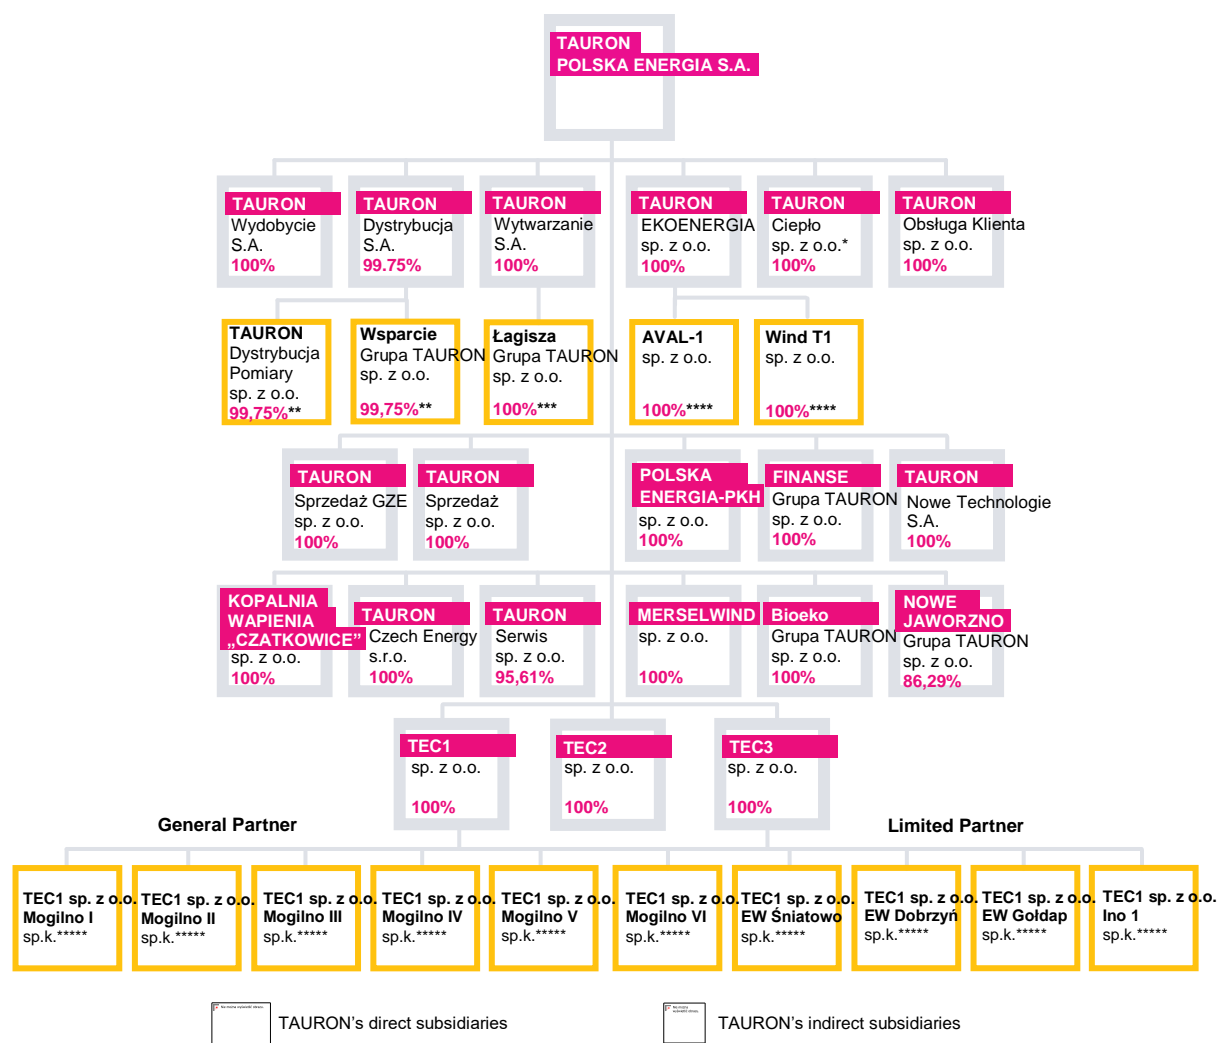 TAURON
POLSKA ENERGIA S.A.
TAURON
Wydobycie
S.A.
100%
TAURON
Dystrybucja
S.A.
99.75%
TAURON
Wytwarzanie
S.A.
100%
TAURON
EKOENERGIA
sp. z o.o.
100%
TAURON
Ciepło
sp. z o.o.*
100%
TAURON
Obsługa Klienta
sp. z o.o.
100%
TAURON
Dystrybucja
Pomiary
sp. z o.o.
99,75%**
Wsparcie
Grupa TAURON
sp. z o.o.
99,75%**
Łagisza
Grupa TAURON
sp. z o.o.
100%***
AVAL-1
sp. z o.o.
100%****
Wind T1
sp. z o.o.
100%****
TAURON
Sprzedaż GZE
sp. z o.o.
100%
TAURON
Sprzedaż
sp. z o.o.
100%
POLSKA
ENERGIA-PKH
sp. z o.o.
100%
FINANSE
Grupa TAURON
sp. z o.o.
100%
TAURON
Nowe Technologie
S.A.
100%
KOPALNIA
WAPIENIA
„CZATKOWICE”
sp. z o.o.
100%
TAURON
Czech Energy
s.r.o.
100%
TAURON
Serwis
sp. z o.o.
95,61%
MERSELWIND
sp. z o.o.
100%
Bioeko
Grupa TAURON
sp. z o.o.
100%
NOWE
JAWORZNO
Grupa TAURON
sp. z o.o.
86,29%
TEC1
sp. z o.o.
100%
TEC2
sp. z o.o.
100%
TEC3
sp. z o.o.
100%
General Partner
Limited Partner
TEC1 sp. z o.o.
Mogilno I
sp.k.*****
TEC1 sp. z o.o.
Mogilno II
sp.k.*****
TEC1 sp. z o.o.
Mogilno III
sp.k.*****
TEC1 sp. z o.o.
Mogilno IV
sp.k.*****
TEC1 sp. z o.o.
Mogilno V
sp.k.*****
TEC1 sp. z o.o.
Mogilno VI
sp.k.*****
TEC1 sp. z o.o.
EW Śniatowo
sp.k.*****
TEC1 sp. z o.o.
EW Dobrzyń
sp.k.*****
TEC1 sp. z o.o.
EW Gołdap
sp.k.*****
TEC1 sp. z o.o.
Ino 1
sp.k.*****
TAURON's direct subsidiaries
TAURON's indirect subsidiaries